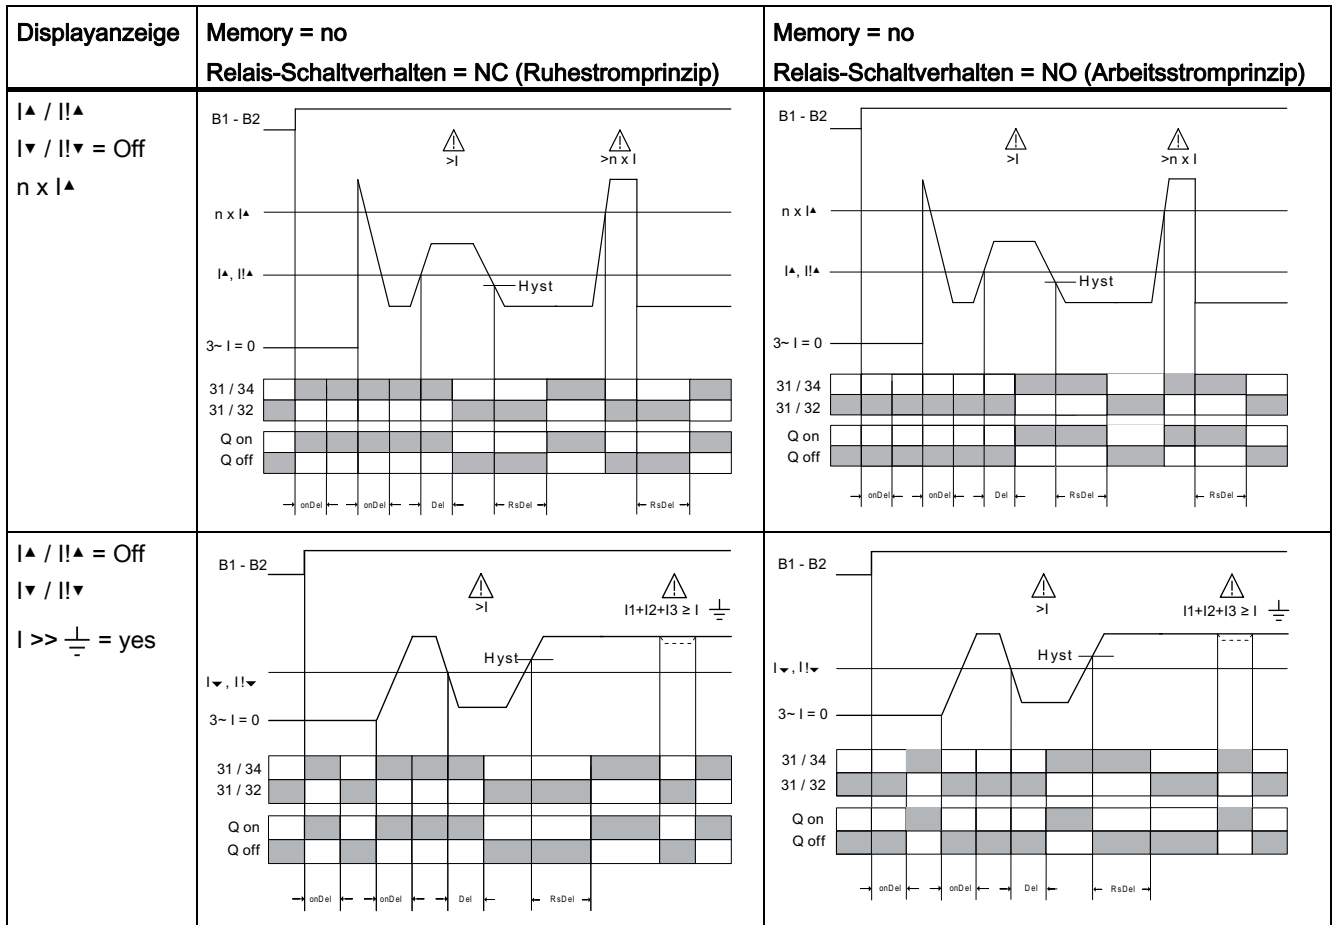 Displayanzeige
Memory = no
Relais-Schaltverhalten = NC (Ruhestromprinzip)
Memory = no
Relais-Schaltverhalten = NO (Arbeitsstromprinzip)
I▲ / I!▲
I▼ / I!▼ = Off
n x I▲
B1 - B2
>I
>n x I
n x I▲
I▲, I!▲
Hyst
3~ I = 0
31 / 34
31 / 32
Q on
Q off
onDel
onDel
Del
RsDel
RsDel
B1 - B2
>I
>n x I
n x I▲
I▲, I!▲
Hyst
3~ I = 0
31 / 34
31 / 32
Q on
Q off
onDel
onDel
Del
RsDel
RsDel
I▲ / I!▲ = Off
I▼ / I!▼
I >> ⏚ = yes
B1 - B2
>I
I1+I2+I3 ≥ I ⏚
Hyst
I▼, I!▼
3~ I = 0
31 / 34
31 / 32
Q on
Q off
onDel
onDel
Del
RsDel
B1 - B2
>I
I1+I2+I3 ≥ I ⏚
Hyst
I▼, I!▼
3~ I = 0
31 / 34
31 / 32
Q on
Q off
onDel
onDel
Del
RsDel